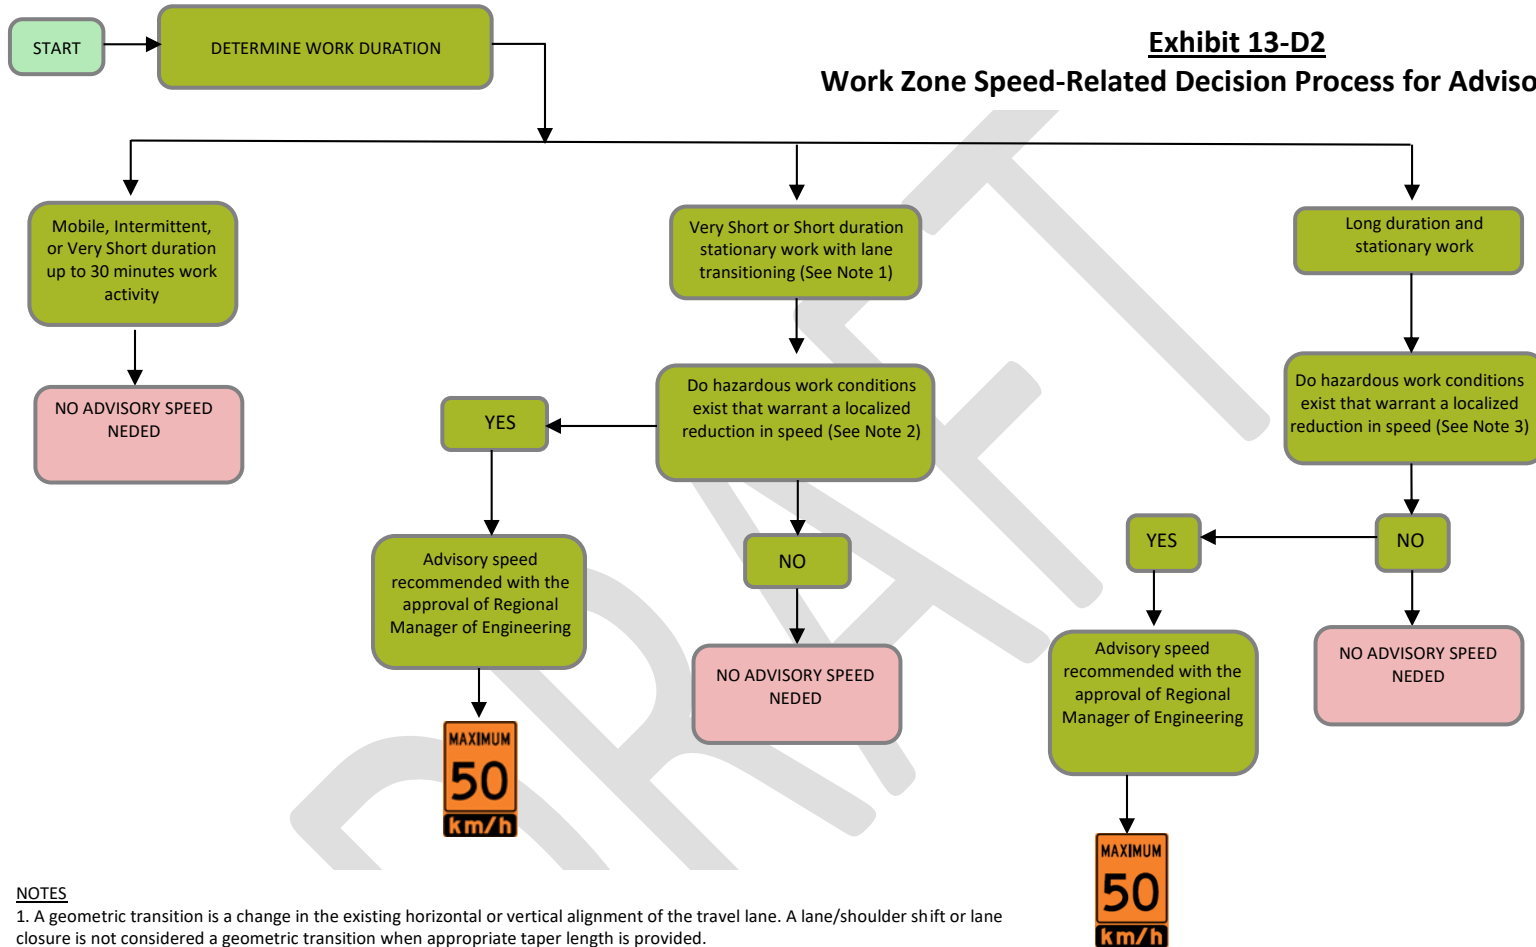 START
DETERMINE WORK DURATION
Exhibit 13-D2
Work Zone Speed-Related Decision Process for Adviso
Mobile, Intermittent,
or Very Short duration
up to 30 minutes work
activity
NO ADVISORY SPEED
NEDED
Very Short or Short duration
stationary work with lane
transitioning (See Note 1)
Do hazardous work conditions
exist that warrant a localized
reduction in speed (See Note 2)
YES
Advisory speed
recommended with the
approval of Regional
Manager of Engineering
MAXIMUM
50
km/h
NO
NO ADVISORY SPEED
NEDED
Long duration and
stationary work
Do hazardous work conditions
exist that warrant a localized
reduction in speed (See Note 3)
YES
NO
Advisory speed
recommended with the
approval of Regional
Manager of Engineering
MAXIMUM
50
km/h
NO ADVISORY SPEED
NEDED
DRAFT
NOTES
1. A geometric transition is a change in the existing horizontal or vertical alignment of the travel lane. A lane/shoulder shift or lane
closure is not considered a geometric transition when appropriate taper length is provided.